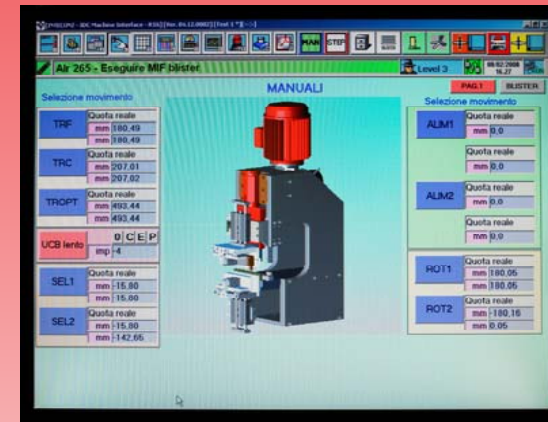 MAN STEP
Alr 265 - Eseguire MIF blister
Level 3
16.27
MANUALI
PAG.1 BLISTER
Selezione movimento
Selezione movimento
TRF
Quota reale
mm 180,49
mm 180,49
TRC
Quota reale
mm 207,01
mm 207,02
TROPT
Quota reale
mm 493,44
mm 493,44
UCB lento
D C E P
imp -4
SEL1
Quota reale
mm -15,80
mm 15,80
SEL2
Quota reale
mm -15,80
mm -142,65
ALIM1
Quota reale
mm 0,0
Quota reale
mm 0,0
ALIM2
Quota reale
mm 0,0
Quota reale
mm 0,0
ROT1
Quota reale
mm 180,05
mm 180,05
ROT2
Quota reale
mm -180,16
mm 0,05